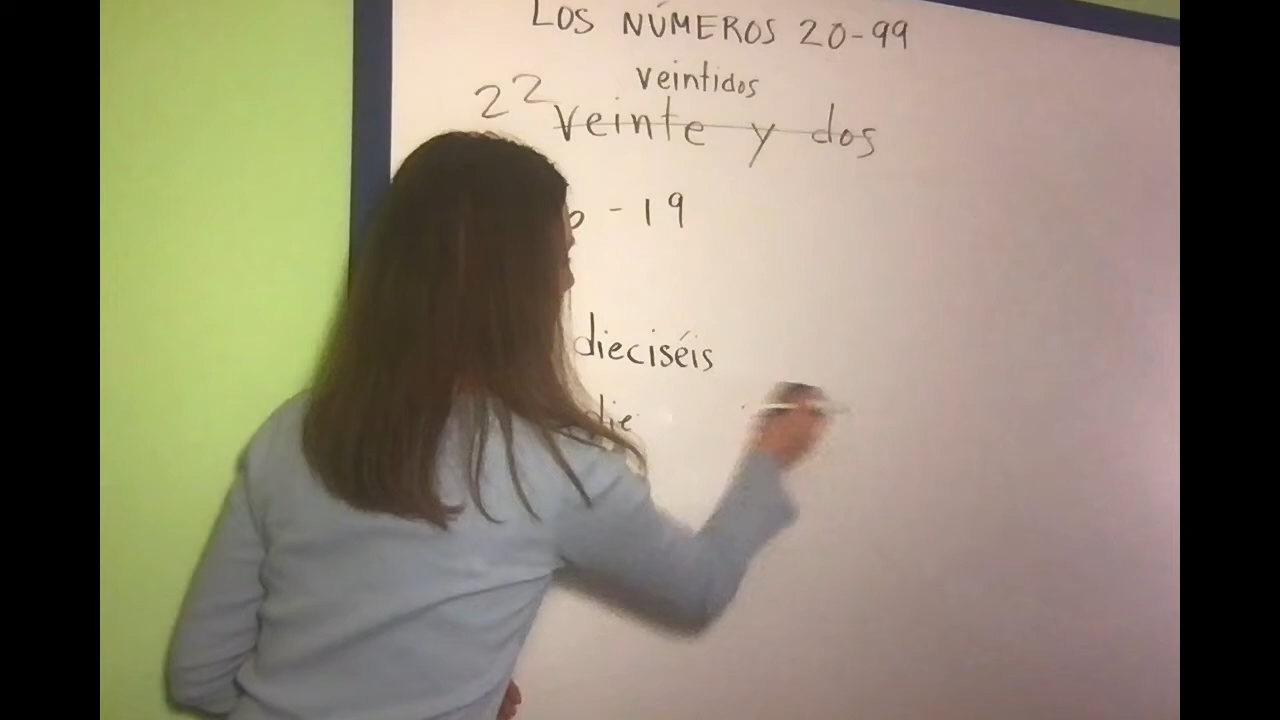 LOS NÚMEROS 20-99
veintidos
22 veinte y dos
- 19
dieciséis
die